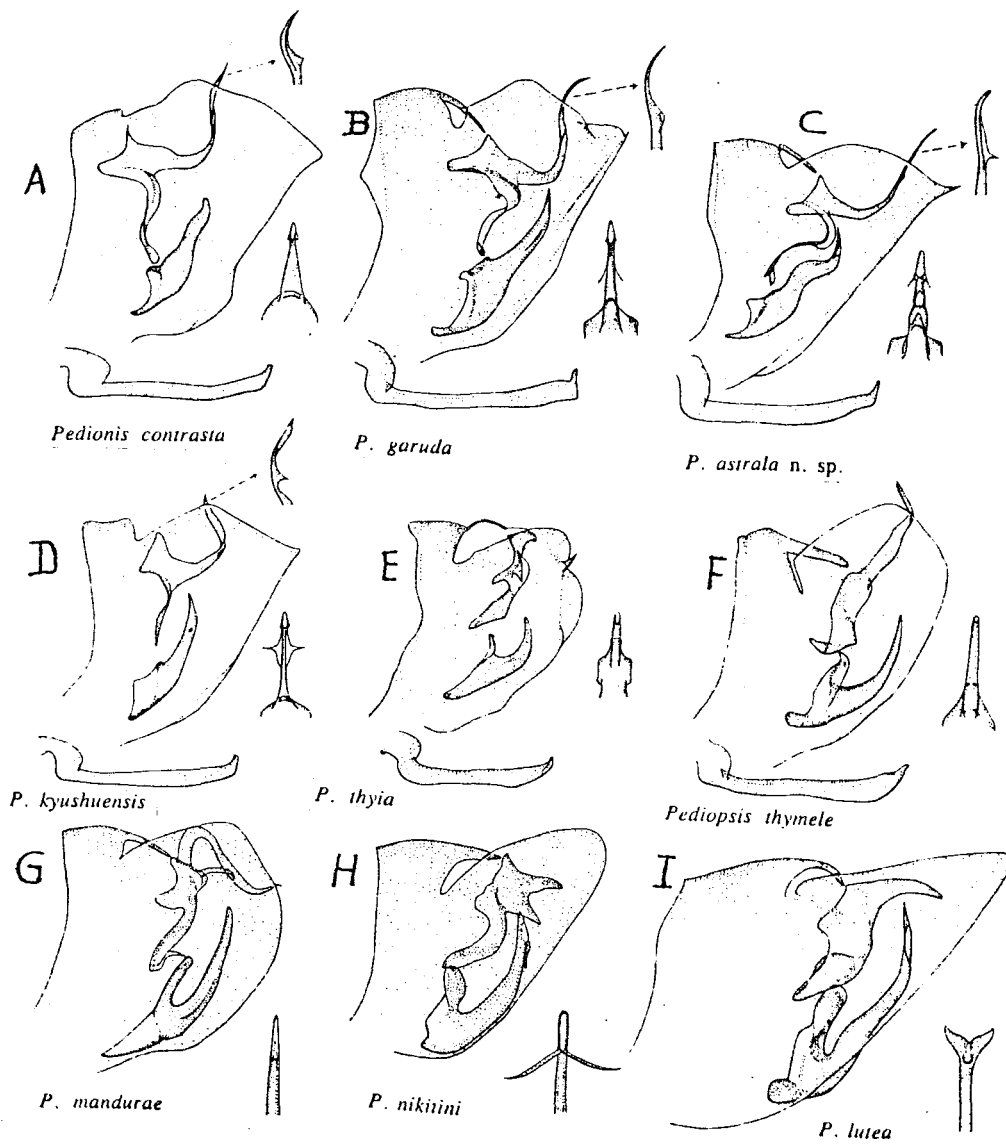 A
B
C
Pedionis contrasta
P. garuda
P. astrala n. sp.
D
E
F
P. kyushuensis
P. thyia
Pediopsis thymele
G
H
I
P. mandurae
P. nikitini
P. lutea